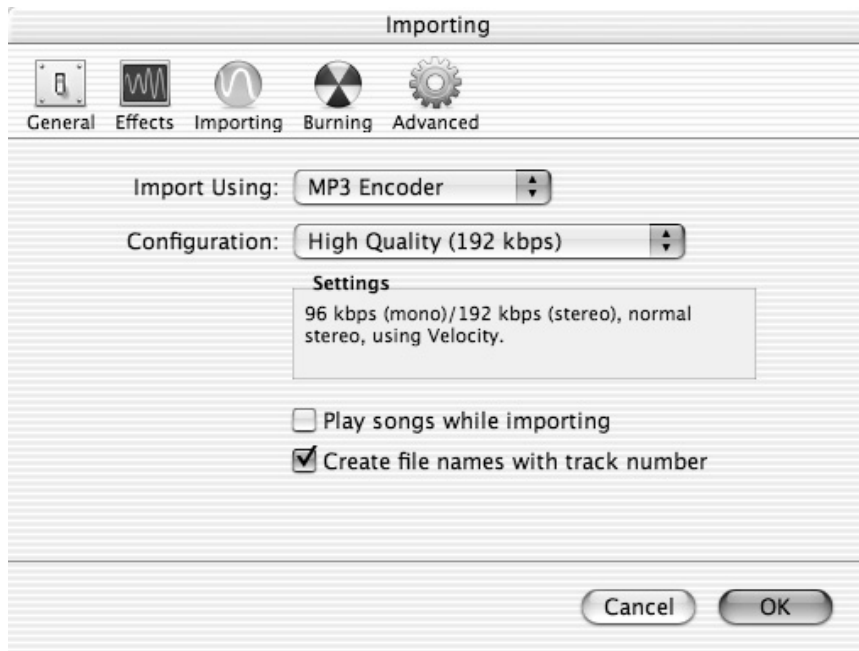 Importing
General Effects Importing Burning Advanced
Import Using: MP3 Encoder
Configuration: High Quality (192 kbps)
Settings
96 kbps (mono)/192 kbps (stereo), normal
stereo, using Velocity.
Play songs while importing
Create file names with track number
Cancel OK